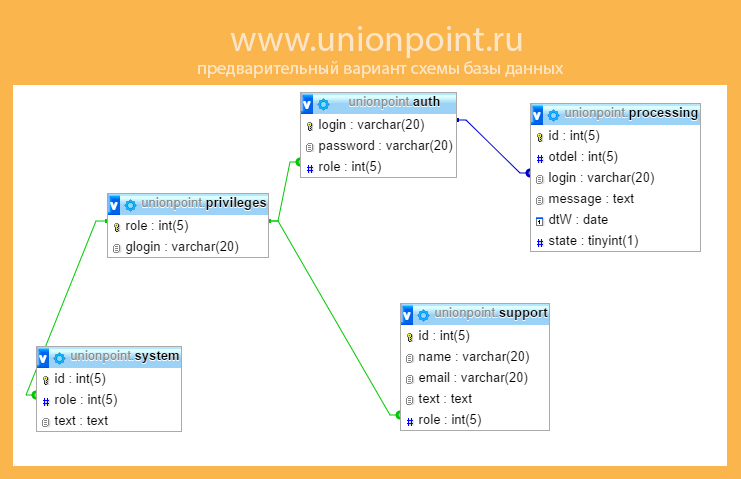 www.unionpoint.ru
предварительный вариант схемы базы данных
unionpoint.auth
login : varchar(20)
password : varchar(20)
role : int(5)
unionpoint.processing
id : int(5)
otdel : int(5)
login : varchar(20)
message : text
dtW : date
state : tinyint(1)
unionpoint.privileges
role : int(5)
glogin : varchar(20)
unionpoint.support
id : int(5)
name : varchar(20)
email : varchar(20)
text : text
role : int(5)
unionpoint.system
id : int(5)
role : int(5)
text : text